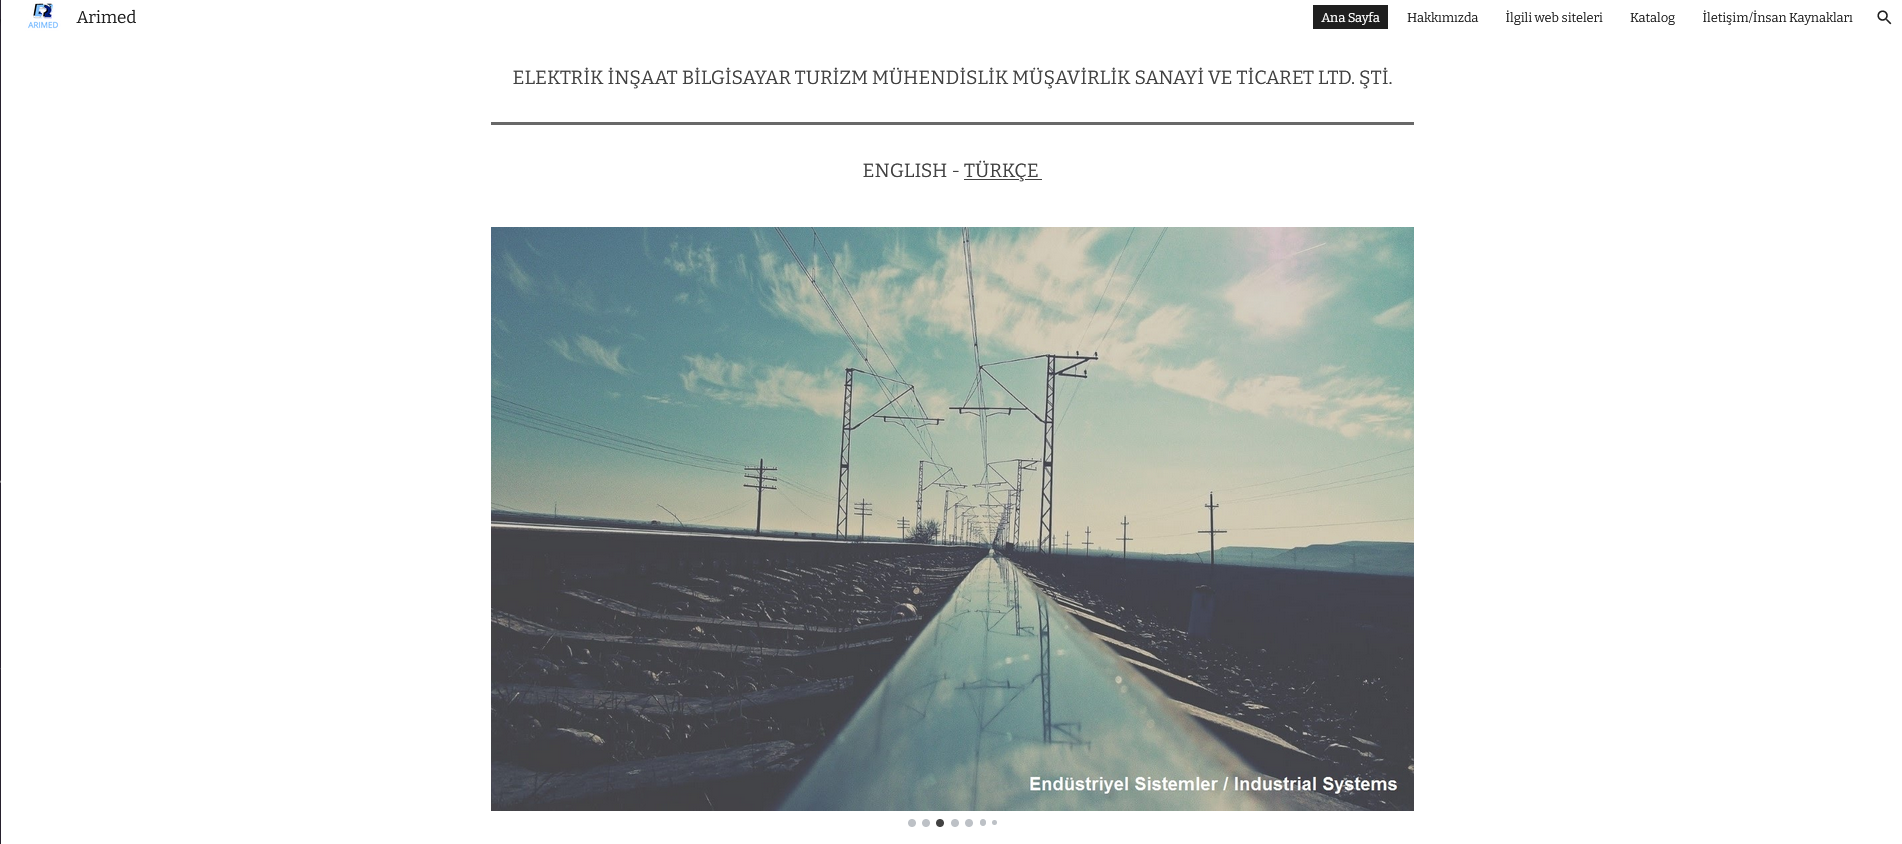 ARIMED
Arimed
Ana Sayfa
Hakkımızda
İlgili web siteleri
Katalog
İletişim/İnsan Kaynakları
ELEKTRİK İNŞAAT BİLGİSAYAR TURİZM MÜHENDİSLİK MÜŞAVİRLİK SANAYİ VE TİCARET LTD. ŞTİ.
ENGLISH - TÜRKÇE
Endüstriyel Sistemler / Industrial Systems